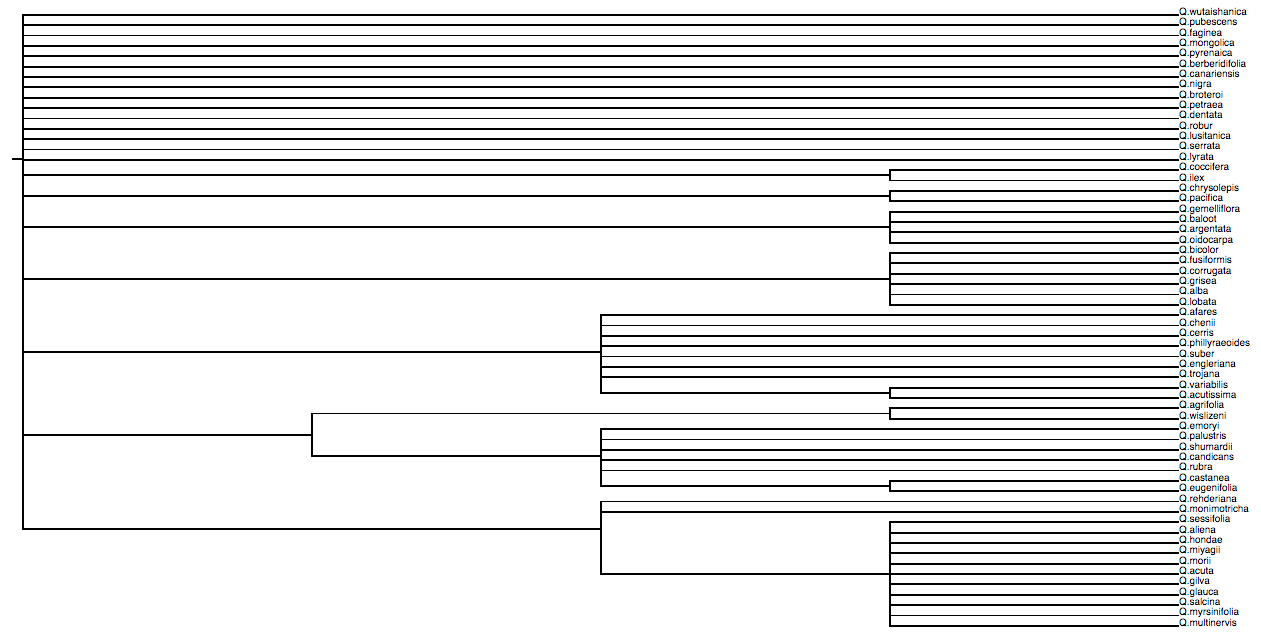 Q.wutaishanica
Q.pubescens
Q.faginea
Q.mongolica
Q.pyrenaica
Q.berberidifolia
Q.canariensis
Q.nigra
Q.broteroi
Q.petraea
Q.dentata
Q.robur
Q.lusitanica
Q.serrata
Q.lyrata
Q.coccifera
Q.ilex
Q.chrysolepis
Q.pacifica
Q.gemelliflora
Q.baloot
Q.argentata
Q.oidocarpa
Q.bicolor
Q.fusiformis
Q.corrugata
Q.grisea
Q.alba
Q.lobata
Q.afares
Q.chenii
Q.cerris
Q.phillyraeoides
Q.suber
Q.engleriana
Q.trojana
Q.variabilis
Q.acutissima
Q.agrifolia
Q.wislizeni
Q.emoryi
Q.palustris
Q.shumardii
Q.candicans
Q.rubra
Q.castanea
Q.eugenifolia
Q.rehderiana
Q.monimotricha
Q.sessifolia
Q.aliena
Q.hondae
Q.miyagii
Q.morii
Q.acuta
Q.gilva
Q.glauca
Q.salcina
Q.myrsinifolia
Q.multinervis